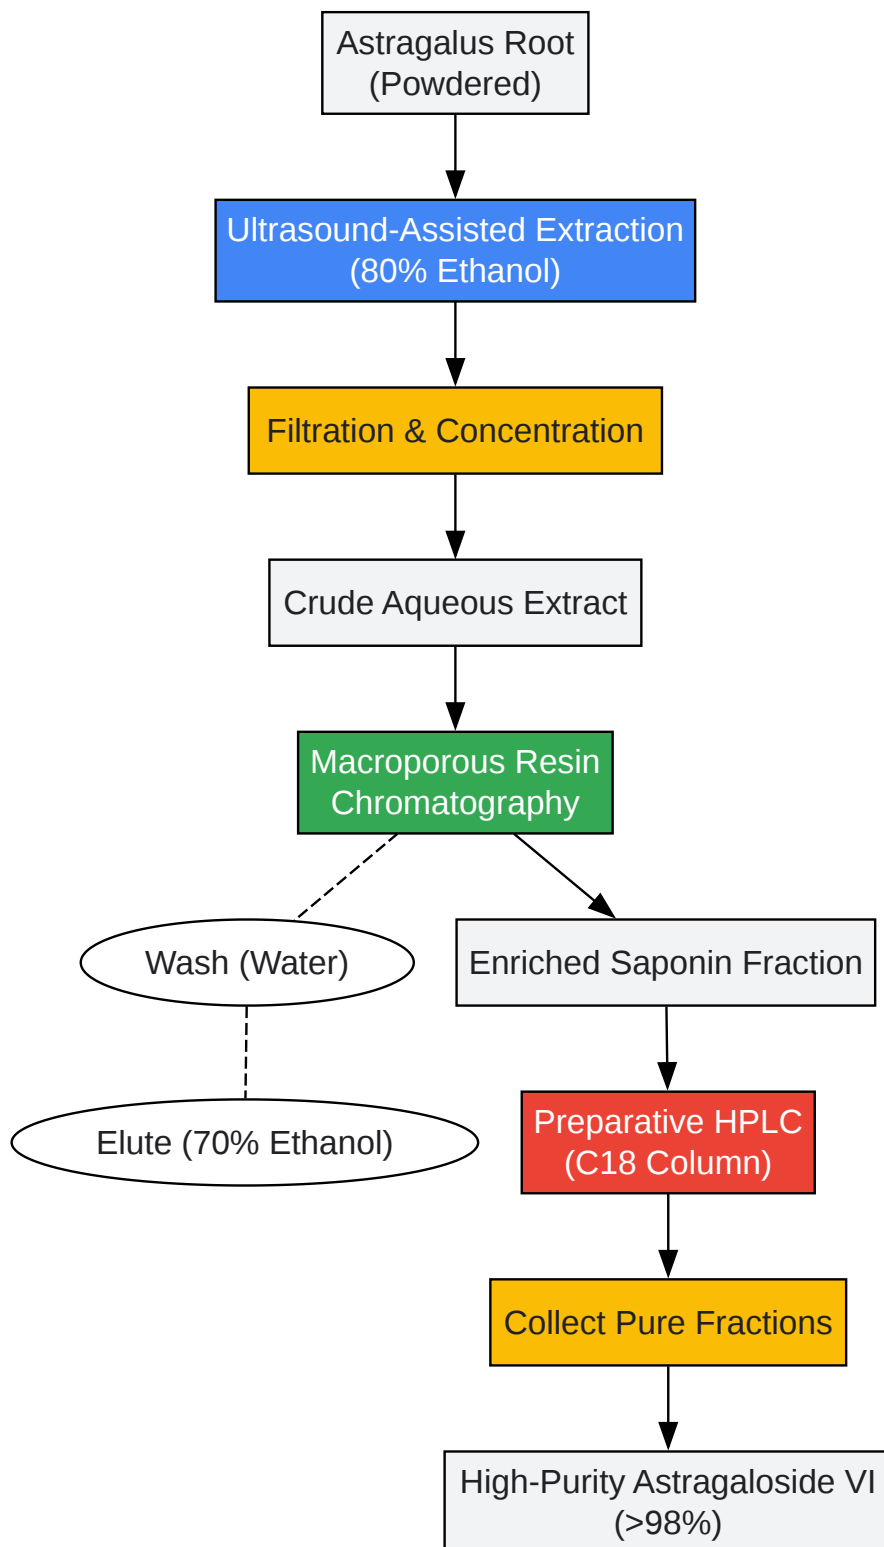 Astragalus Root
(Powdered)
Ultrasound-Assisted Extraction
(80% Ethanol)
Filtration & Concentration
Crude Aqueous Extract
Macroporous Resin
Chromatography
Wash (Water)
Enriched Saponin Fraction
Elute (70% Ethanol)
Preparative HPLC
(C18 Column)
Collect Pure Fractions
High-Purity Astragaloside VI
(>98%)